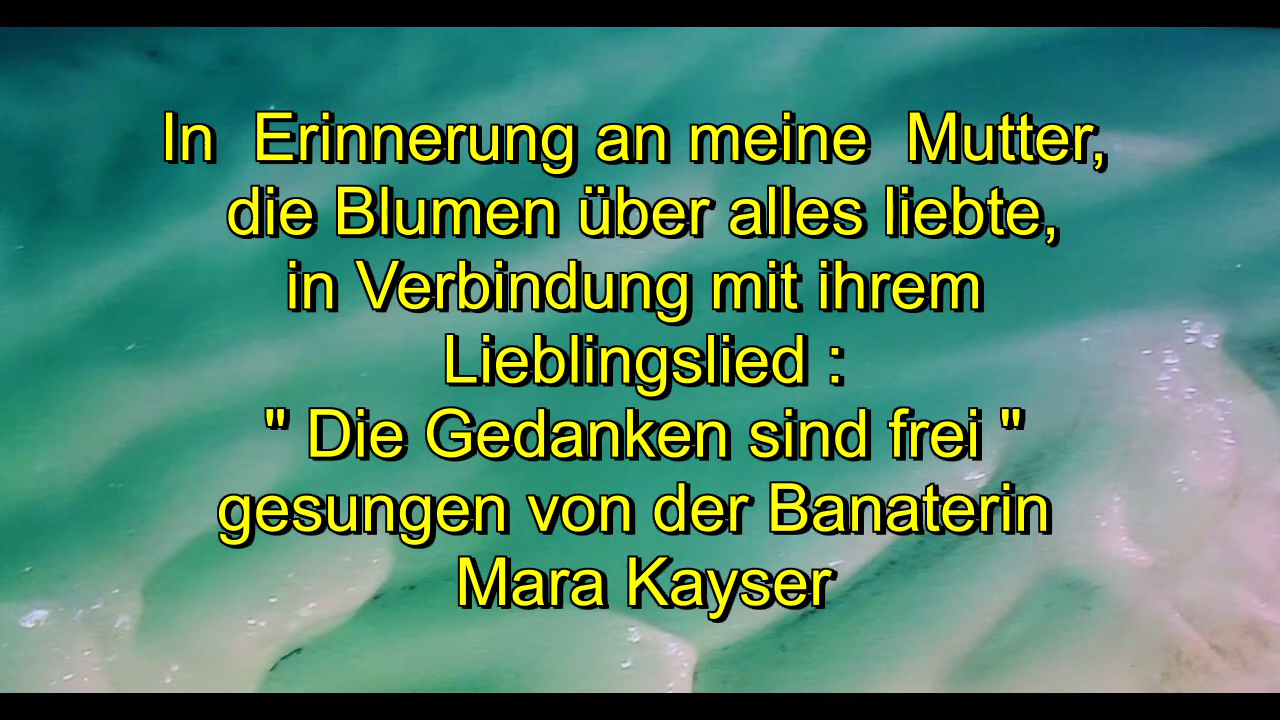 In Erinnerung an meine Mutter,
die Blumen über alles liebte,
in Verbindung mit ihrem
Lieblingslied :
" Die Gedanken sind frei "
gesungen von der Banaterin
Mara Kayser